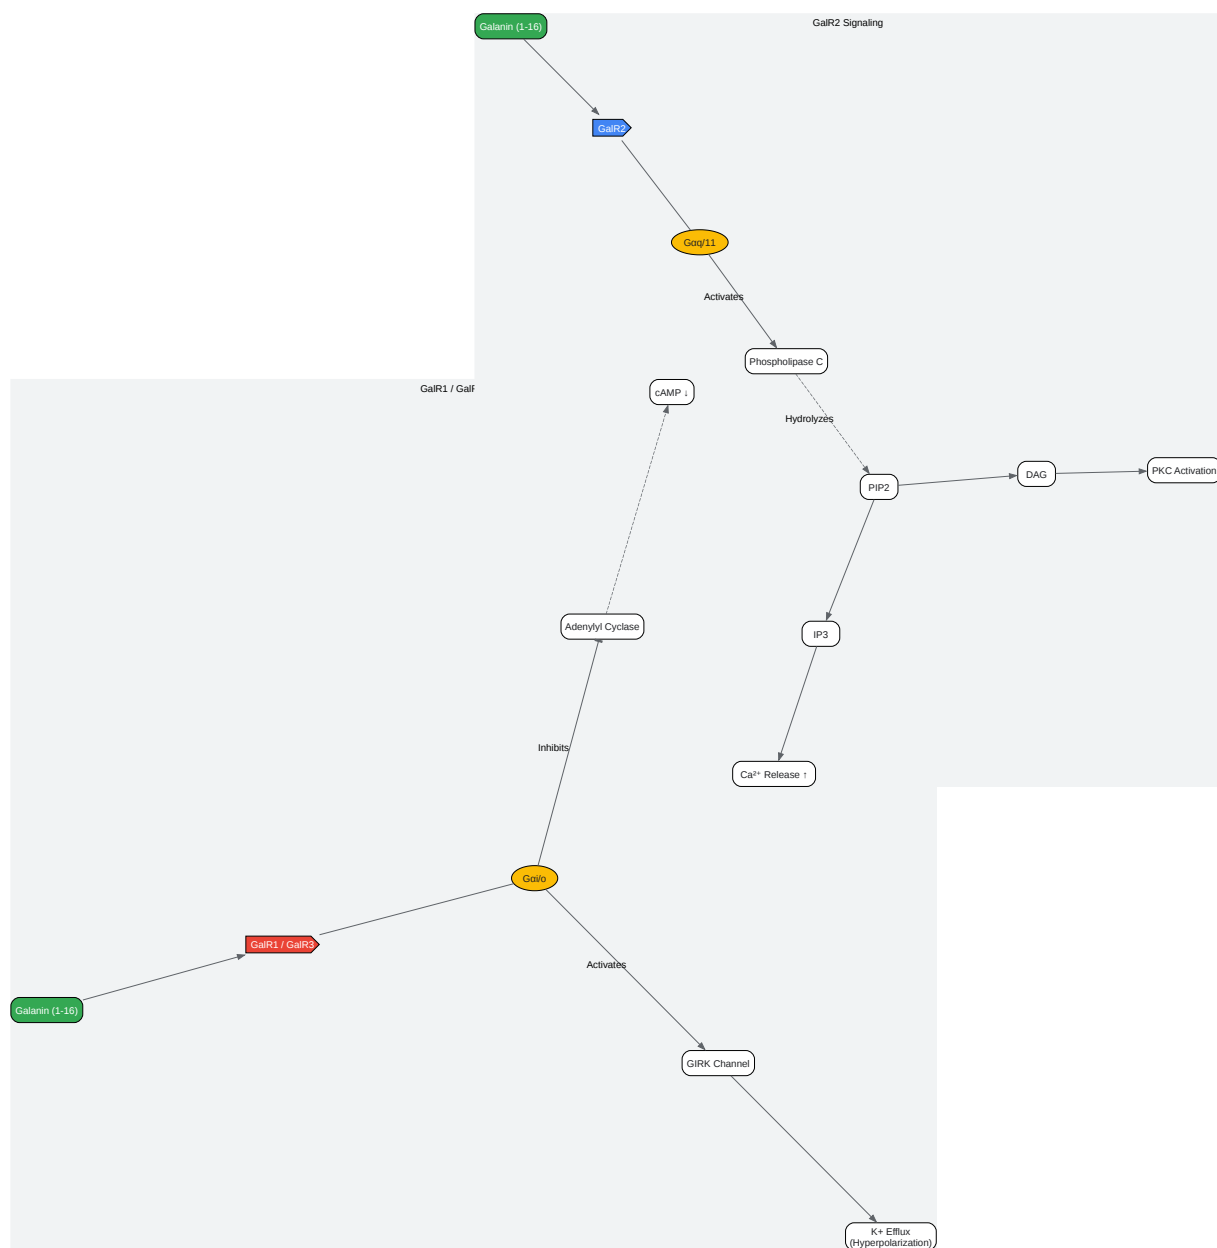 Galanin (1-16)
GalR2 Signaling
GalR2
Gαq/11
Activates
Phospholipase C
GalR1 / Gal
cAMP ↓
Hydrolyzes
PIP2
DAG
PKC Activation
Adenylyl Cyclase
IP3
Inhibits
Ca²⁺ Release ↑
Gαi/o
GalR1 / GalR3
Activates
Galanin (1-16)
GIRK Channel
K+ Efflux
(Hyperpolarization)